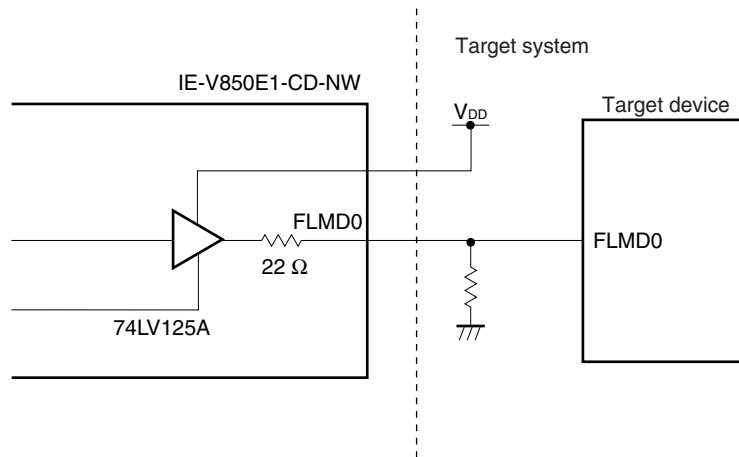 Target system
IE-V850E1-CD-NW
VDD
Target device
FLMD0
FLMD0
22 Ω
74LV125A